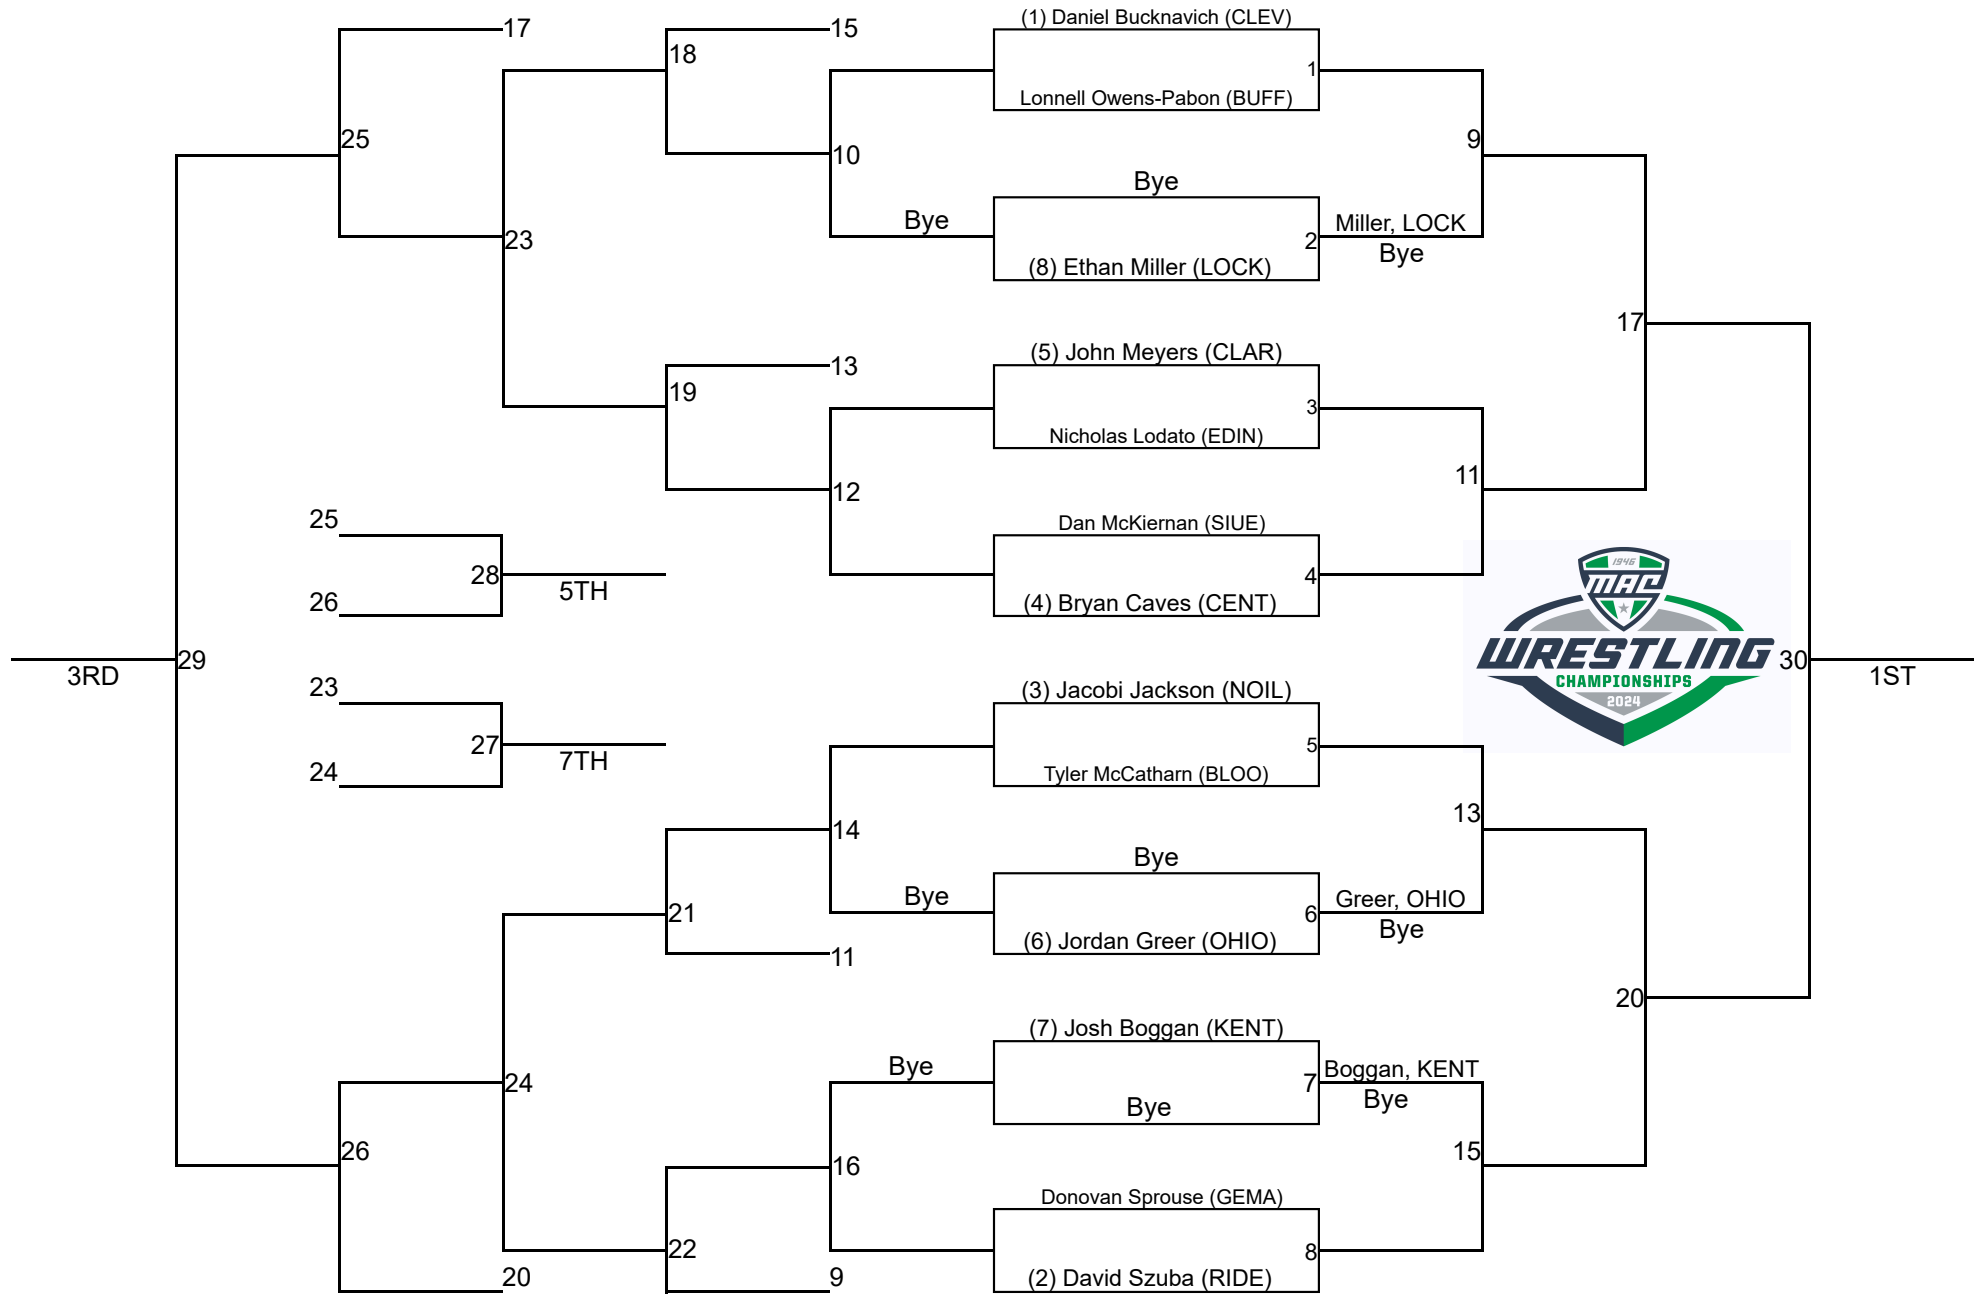 17
15
(1) Daniel Bucknavich (CLEV)
18
1
Lonnell Owens-Pabon (BUFF)
25
10
9
Bye
23
Bye
2
Miller, LOCK
Bye
(8) Ethan Miller (LOCK)
17
13
(5) John Meyers (CLAR)
19
3
Nicholas Lodato (EDIN)
12
11
25
Dan McKiernan (SIUE)
28
5TH
4
26
(4) Bryan Caves (CENT)
1946
MAC
WRESTLING
CHAMPIONSHIPS
2024
3RD
29
30
1ST
23
(3) Jacobi Jackson (NOIL)
27
7TH
5
24
Tyler McCatharn (BLOO)
14
13
Bye
21
Bye
6
Greer, OHIO
Bye
11
(6) Jordan Greer (OHIO)
20
(7) Josh Boggan (KENT)
24
Bye
7
Boggan, KENT
Bye
Bye
26
16
15
Donovan Sprouse (GEMA)
22
8
20
9
(2) David Szuba (RIDE)